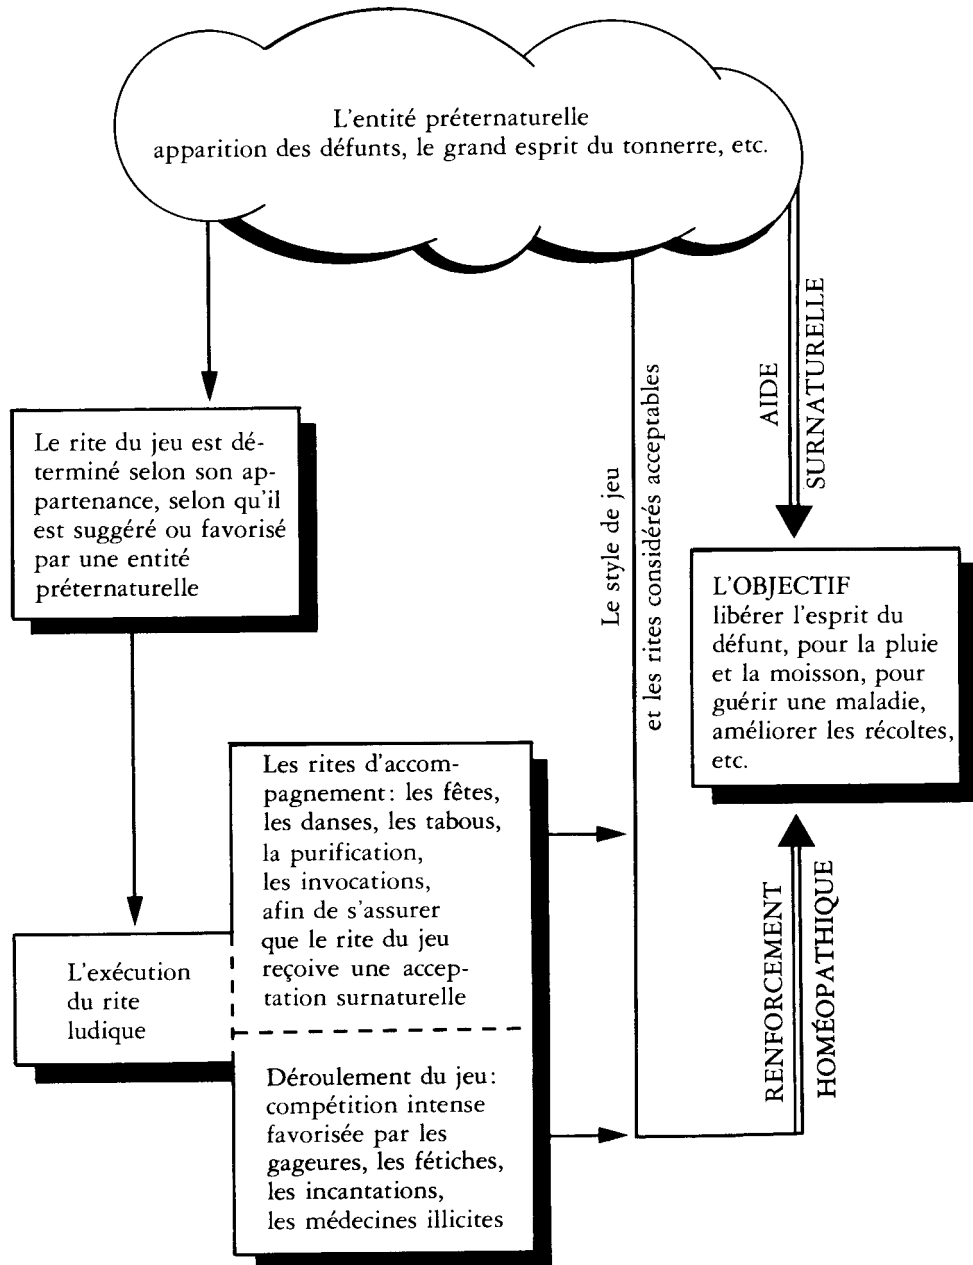 L'entité préternaturelle
apparition des défunts, le grand esprit du tonnerre, etc.
Le rite du jeu est dé-
terminé selon son ap-
partenance, selon qu'il
est suggéré ou favorisé
par une entité
préternaturelle
Le style de jeu
et les rites considérés acceptables
AIDE
SURNATURELLE
L'OBJECTIF
libérer l'esprit du
défunt, pour la pluie
et la moisson, pour
guérir une maladie,
améliorer les récoltes,
etc.
Les rites d'accom-
pagnement: les fêtes,
les danses, les tabous,
la purification,
les invocations,
afin de s'assurer
que le rite du jeu
reçoive une accep-
tation surnaturelle
L'exécution
du rite
ludique
Déroulement du jeu:
compétition intense
favorisée par les
gageures, les fétiches,
les incantations,
les médecines illicites
RENFORCEMENT
HOMÉOPATHIQUE